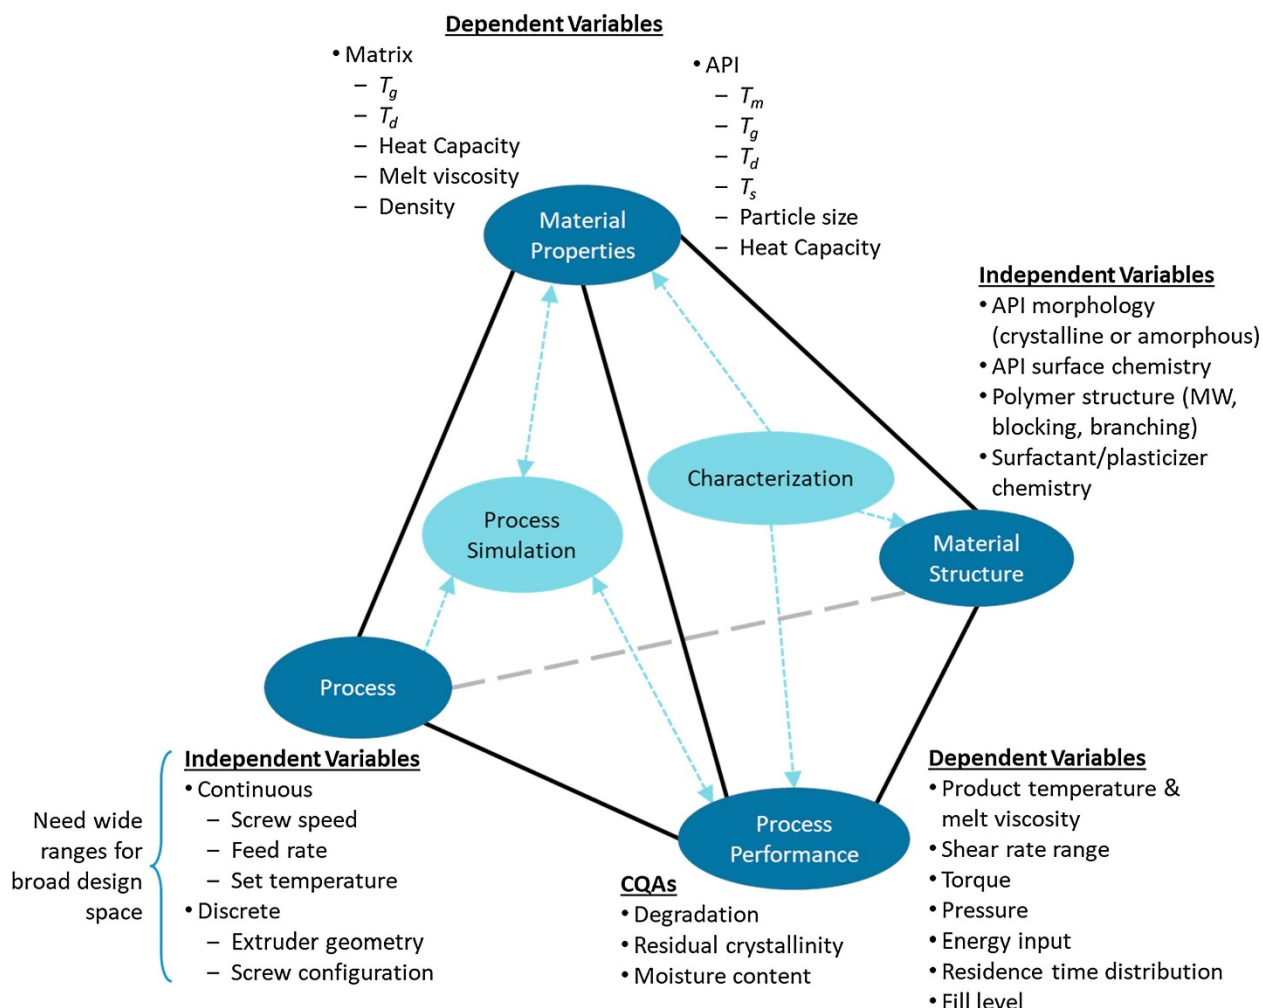 Dependent Variables
• Matrix
– Tg
– Td
– Heat Capacity
– Melt viscosity
– Density
• API
– Tm
– Tg
– Td
– Ts
– Particle size
– Heat Capacity
Material
Properties
Independent Variables
• API morphology
(crystalline or amorphous)
• API surface chemistry
• Polymer structure (MW,
blocking, branching)
• Surfactant/plasticizer
chemistry
Characterization
Process
Simulation
Material
Structure
Process
Independent Variables
• Continuous
– Screw speed
– Feed rate
– Set temperature
• Discrete
– Extruder geometry
– Screw configuration
Need wide
ranges for
broad design
space
Process
Performance
CQAs
• Degradation
• Residual crystallinity
• Moisture content
Dependent Variables
• Product temperature &
melt viscosity
• Shear rate range
• Torque
• Pressure
• Energy input
• Residence time distribution
• Fill level